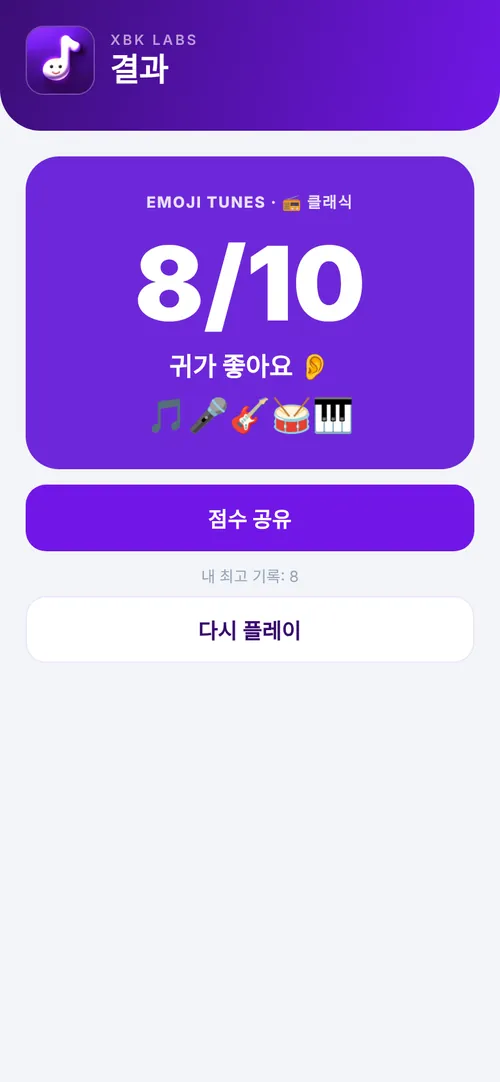 XBK LABS
결과
EMOJI TUNES · 📻 클래식
8/10
귀가 좋아요 👂
🎵🎤🎸🥁🎹
점수 공유
내 최고 기록: 8
다시 플레이